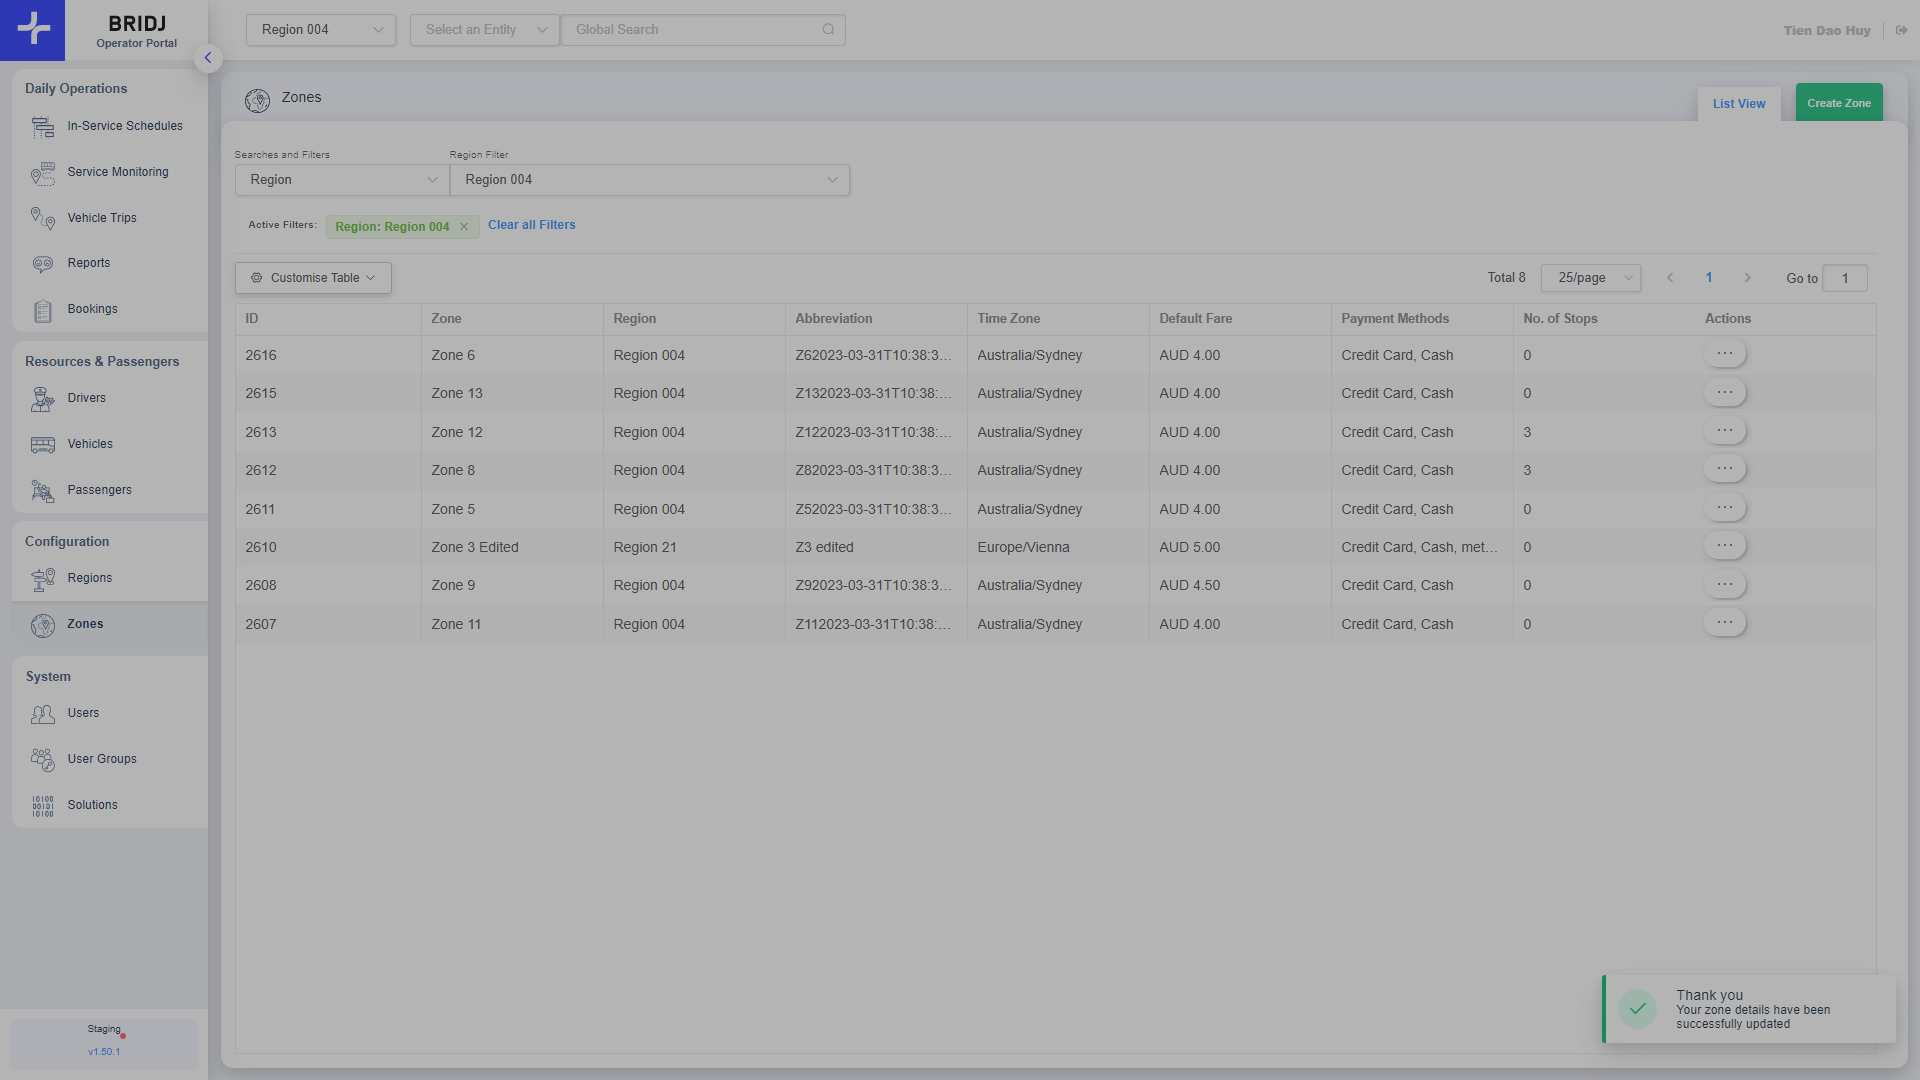 BRIDJ
Operator Portal
Region 004
Select an Entity
Global Search
Tien Dao Huy
Daily Operations
In-Service Schedules
Service Monitoring
Vehicle Trips
Reports
Bookings
Resources & Passengers
Drivers
Vehicles
Passengers
Configuration
Regions
Zones
System
Users
User Groups
10100
00101
10100
Solutions
Staging
v1.50.1
Zones
List View
Create Zone
Searches and Filters
Region Filter
Region
Region 004
Active Filters:
Region: Region 004
Clear all Filters
Customise Table
Total 8
25/page
1
Go to
1
ID Zone Region Abbreviation Time Zone Default Fare Payment Methods No. of Stops Actions
2616 Zone 6 Region 004 Z62023-03-31T10:38:3... Australia/Sydney AUD 4.00 Credit Card, Cash 0 ...
2615 Zone 13 Region 004 Z132023-03-31T10:38:... Australia/Sydney AUD 4.00 Credit Card, Cash 0 ...
2613 Zone 12 Region 004 Z122023-03-31T10:38:... Australia/Sydney AUD 4.00 Credit Card, Cash 3 ...
2612 Zone 8 Region 004 Z82023-03-31T10:38:3... Australia/Sydney AUD 4.00 Credit Card, Cash 3 ...
2611 Zone 5 Region 004 Z52023-03-31T10:38:3... Australia/Sydney AUD 4.00 Credit Card, Cash 0 ...
2610 Zone 3 Edited Region 21 Z3 edited Europe/Vienna AUD 5.00 Credit Card, Cash, met... 0 ...
2608 Zone 9 Region 004 Z92023-03-31T10:38:3... Australia/Sydney AUD 4.50 Credit Card, Cash 0 ...
2607 Zone 11 Region 004 Z112023-03-31T10:38:... Australia/Sydney AUD 4.00 Credit Card, Cash 0 ...
Thank you
Your zone details have been
successfully updated